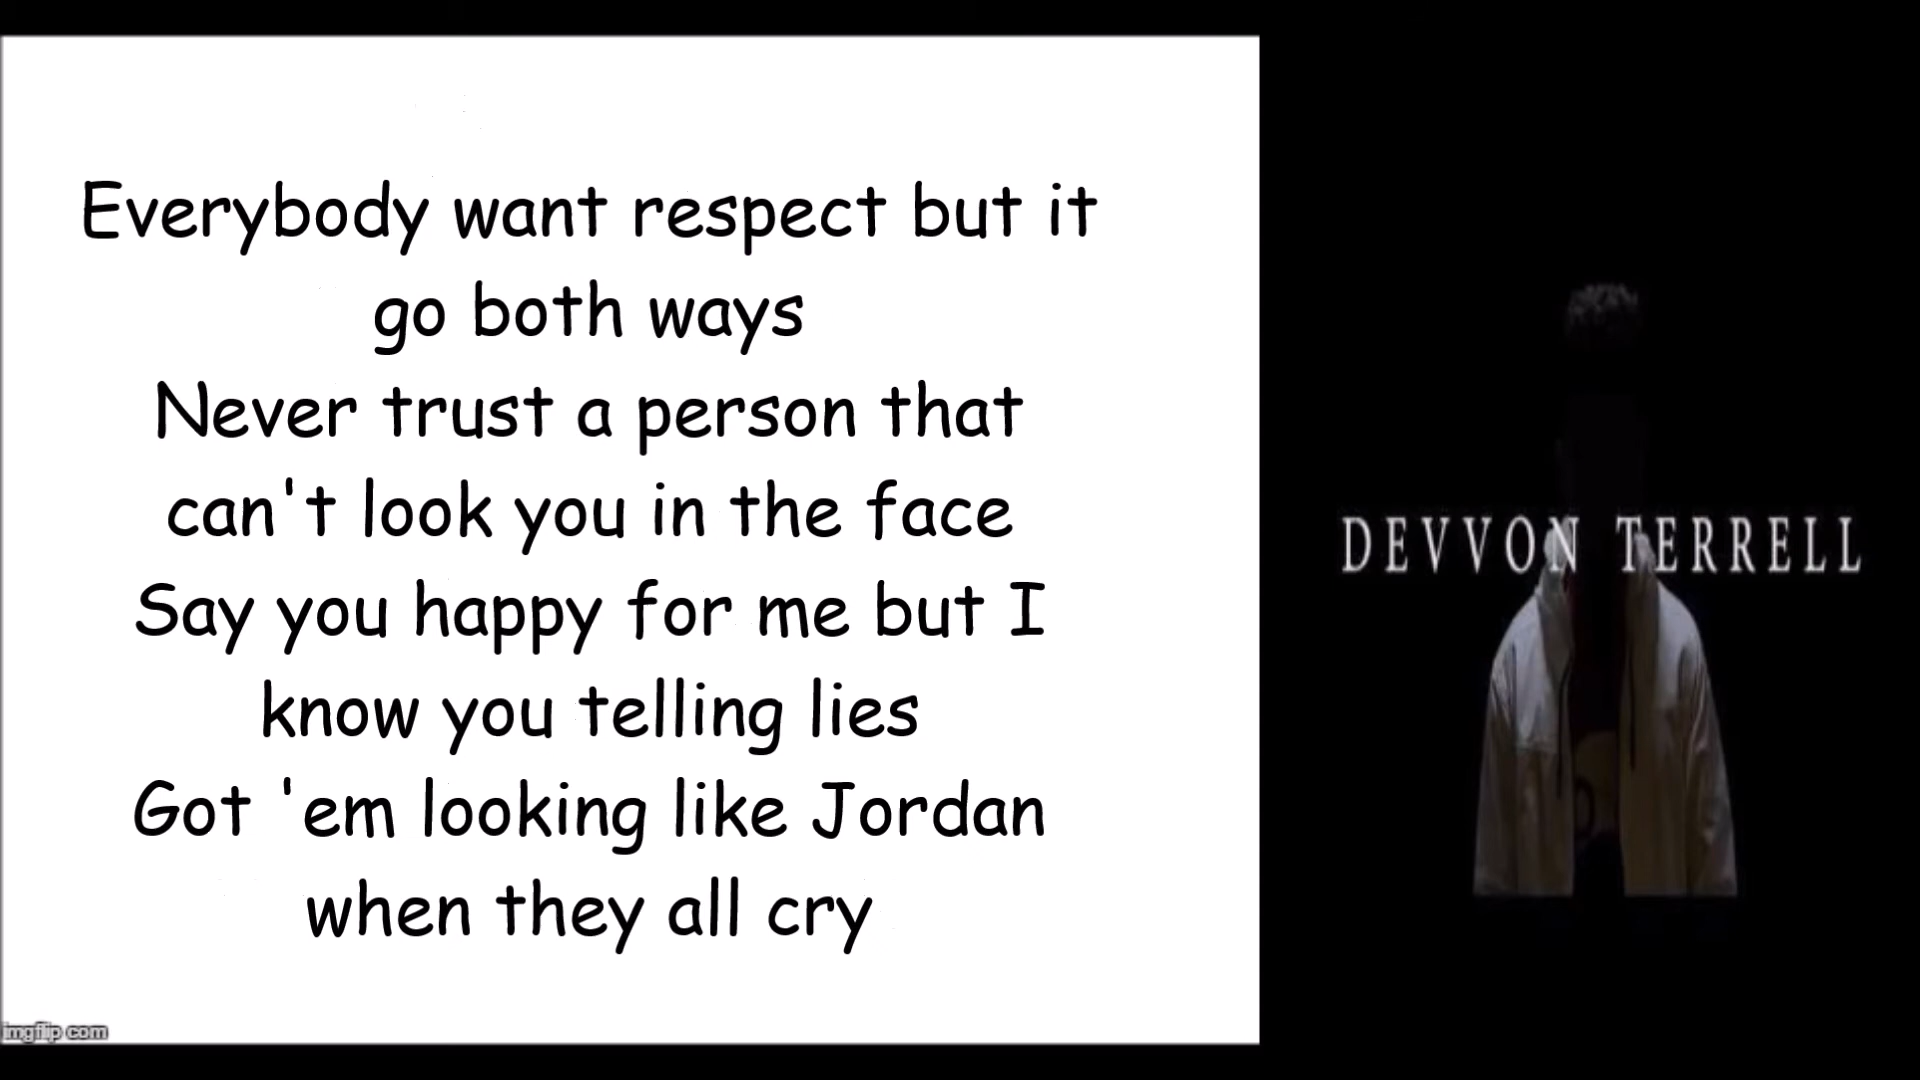 Everybody want respect but it
go both ways
Never trust a person that
can't look you in the face
Say you happy for me but I
know you telling lies
Got 'em looking like Jordan
when they all cry
DEVVON TERRELL
imgflip.com